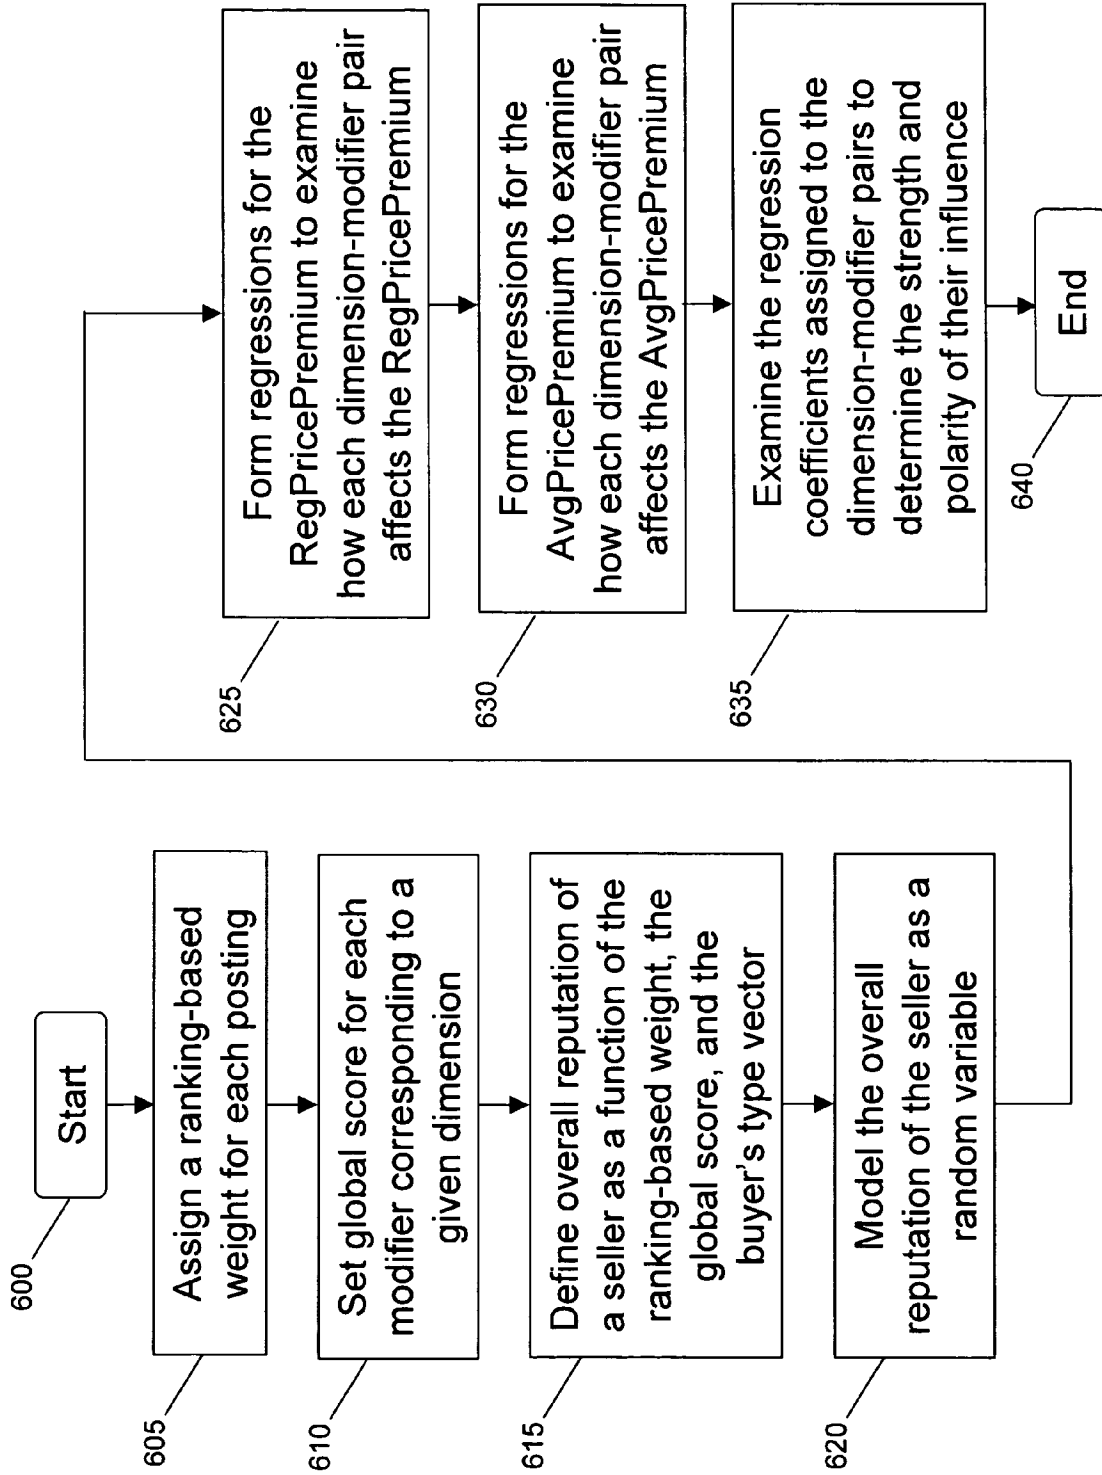 600
Start
605
Assign a ranking-based
weight for each posting
610
Set global score for each
modifier corresponding to a
given dimension
615
Define overall reputation of
a seller as a function of the
ranking-based weight, the
global score, and the
buyer's type vector
620
Model the overall
reputation of the seller as a
random variable
625
Form regressions for the
RegPricePremium to examine
how each dimension-modifier pair
affects the RegPricePremium
630
Form regressions for the
AvgPricePremium to examine
how each dimension-modifier pair
affects the AvgPricePremium
635
Examine the regression
coefficients assigned to the
dimension-modifier pairs to
determine the strength and
polarity of their influence
640
End